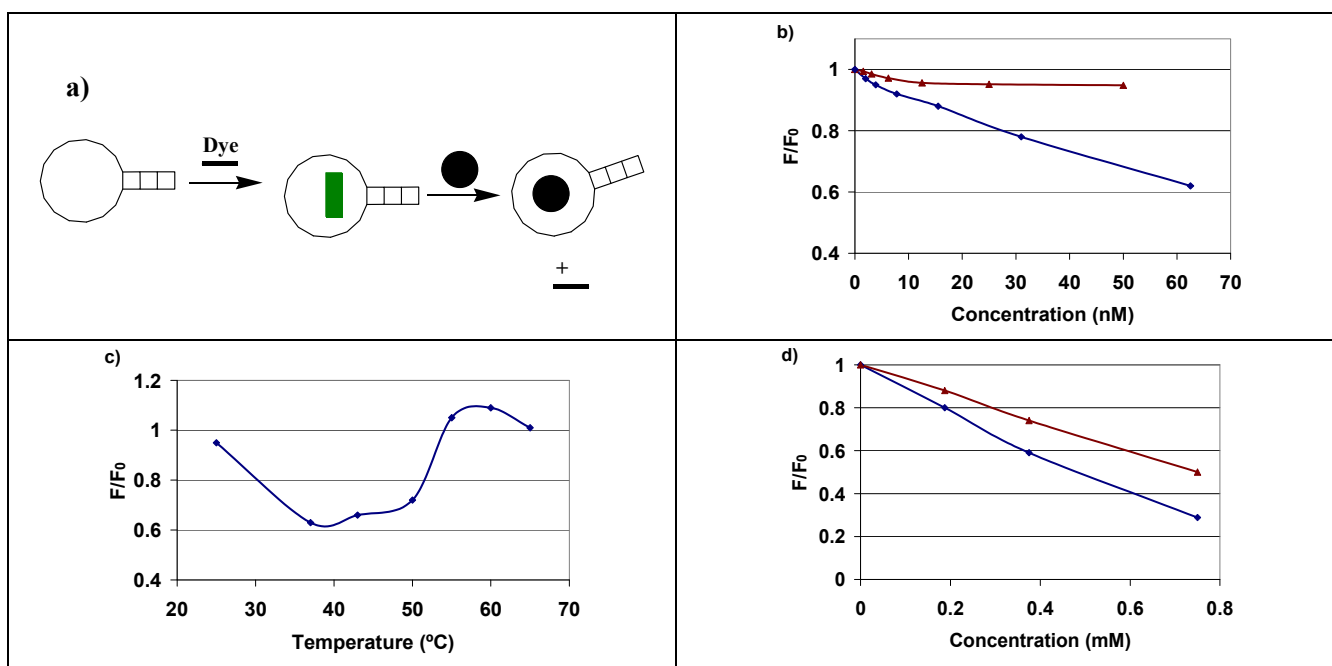 a)
Dye
+
b)
1
0.8
0.6
0.4
F/F0
0 10 20 30 40 50 60 70
Concentration (nM)
c)
1.2
1
0.8
0.6
0.4
F/F0
20 30 40 50 60 70
Temperature (ºC)
d)
1
0.8
0.6
0.4
0.2
0
F/F0
0 0.2 0.4 0.6 0.8
Concentration (mM)